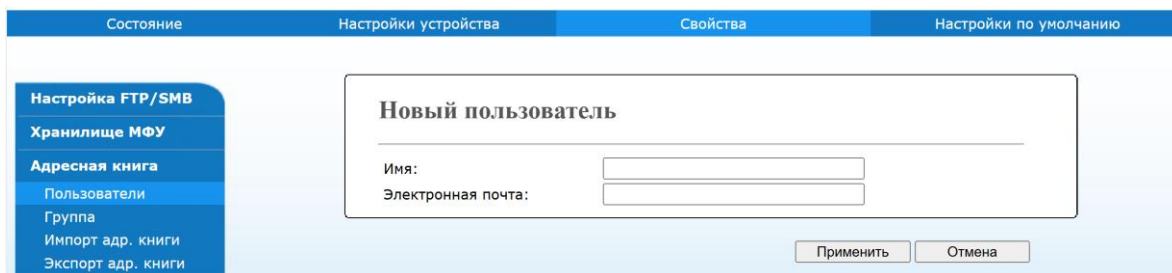 Состояние Настройки устройства Свойства Настройки по умолчанию
Настройка FTP/SMB
Хранилище МФУ
Адресная книга
Пользователи
Группа
Импорт адр. книги
Экспорт адр. книги
Новый пользователь
Имя:
Электронная почта:
Применить Отмена